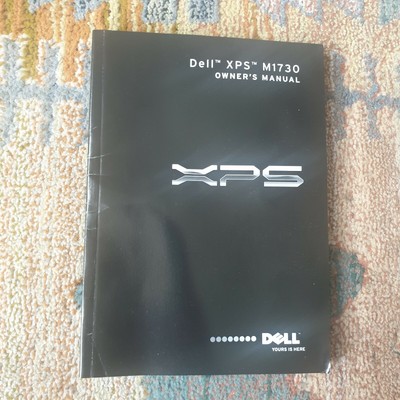 Dell™ XPS™ M1730
OWNER'S MANUAL
XPS
DELL
YOURS IS HERE